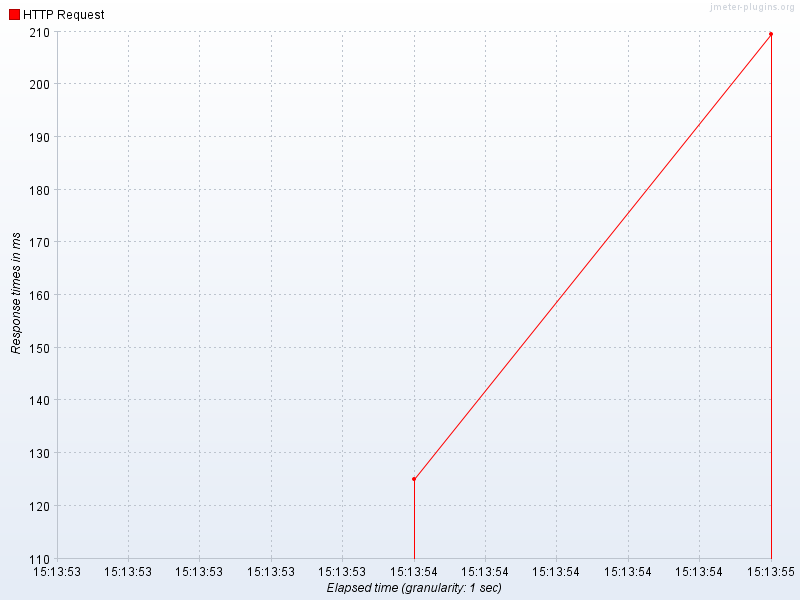 jmeter-plugins.org
HTTP Request
210
200
190
180
170
160
150
140
130
120
110
Response times in ms
15:13:53 15:13:53 15:13:53 15:13:53 15:13:53 15:13:54 15:13:54 15:13:54 15:13:54 15:13:54 15:13:55
Elapsed time (granularity: 1 sec)